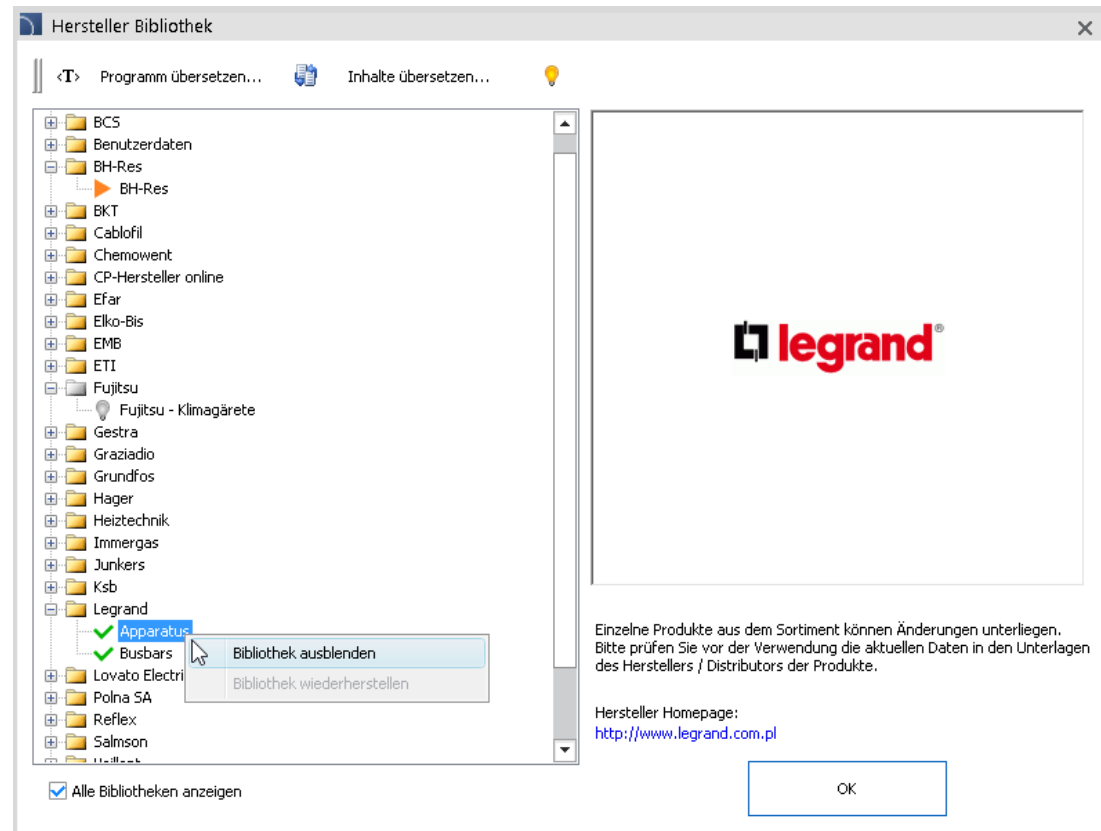 Hersteller Bibliothek
<T> Programm übersetzen... Inhalte übersetzen...
BCS
Benutzerdaten
BH-Res
BH-Res
BKT
Cablofil
Chemowent
CP-Hersteller online
Efar
Elko-Bis
EMB
ETI
Fujitsu
Fujitsu - Klimagärete
Gestra
Graziadio
Grundfos
Hager
Heiztechnik
Immergas
Junkers
Ksb
Legrand
Apparatus
Busbars
Lovato Electri
Polna SA
Reflex
Salmson
Bibliothek ausblenden
Bibliothek wiederherstellen
Alle Bibliotheken anzeigen
legrand®
Einzelne Produkte aus dem Sortiment können Änderungen unterliegen.
Bitte prüfen Sie vor der Verwendung die aktuellen Daten in den Unterlagen
des Herstellers / Distributors der Produkte.
Hersteller Homepage:
http://www.legrand.com.pl
OK